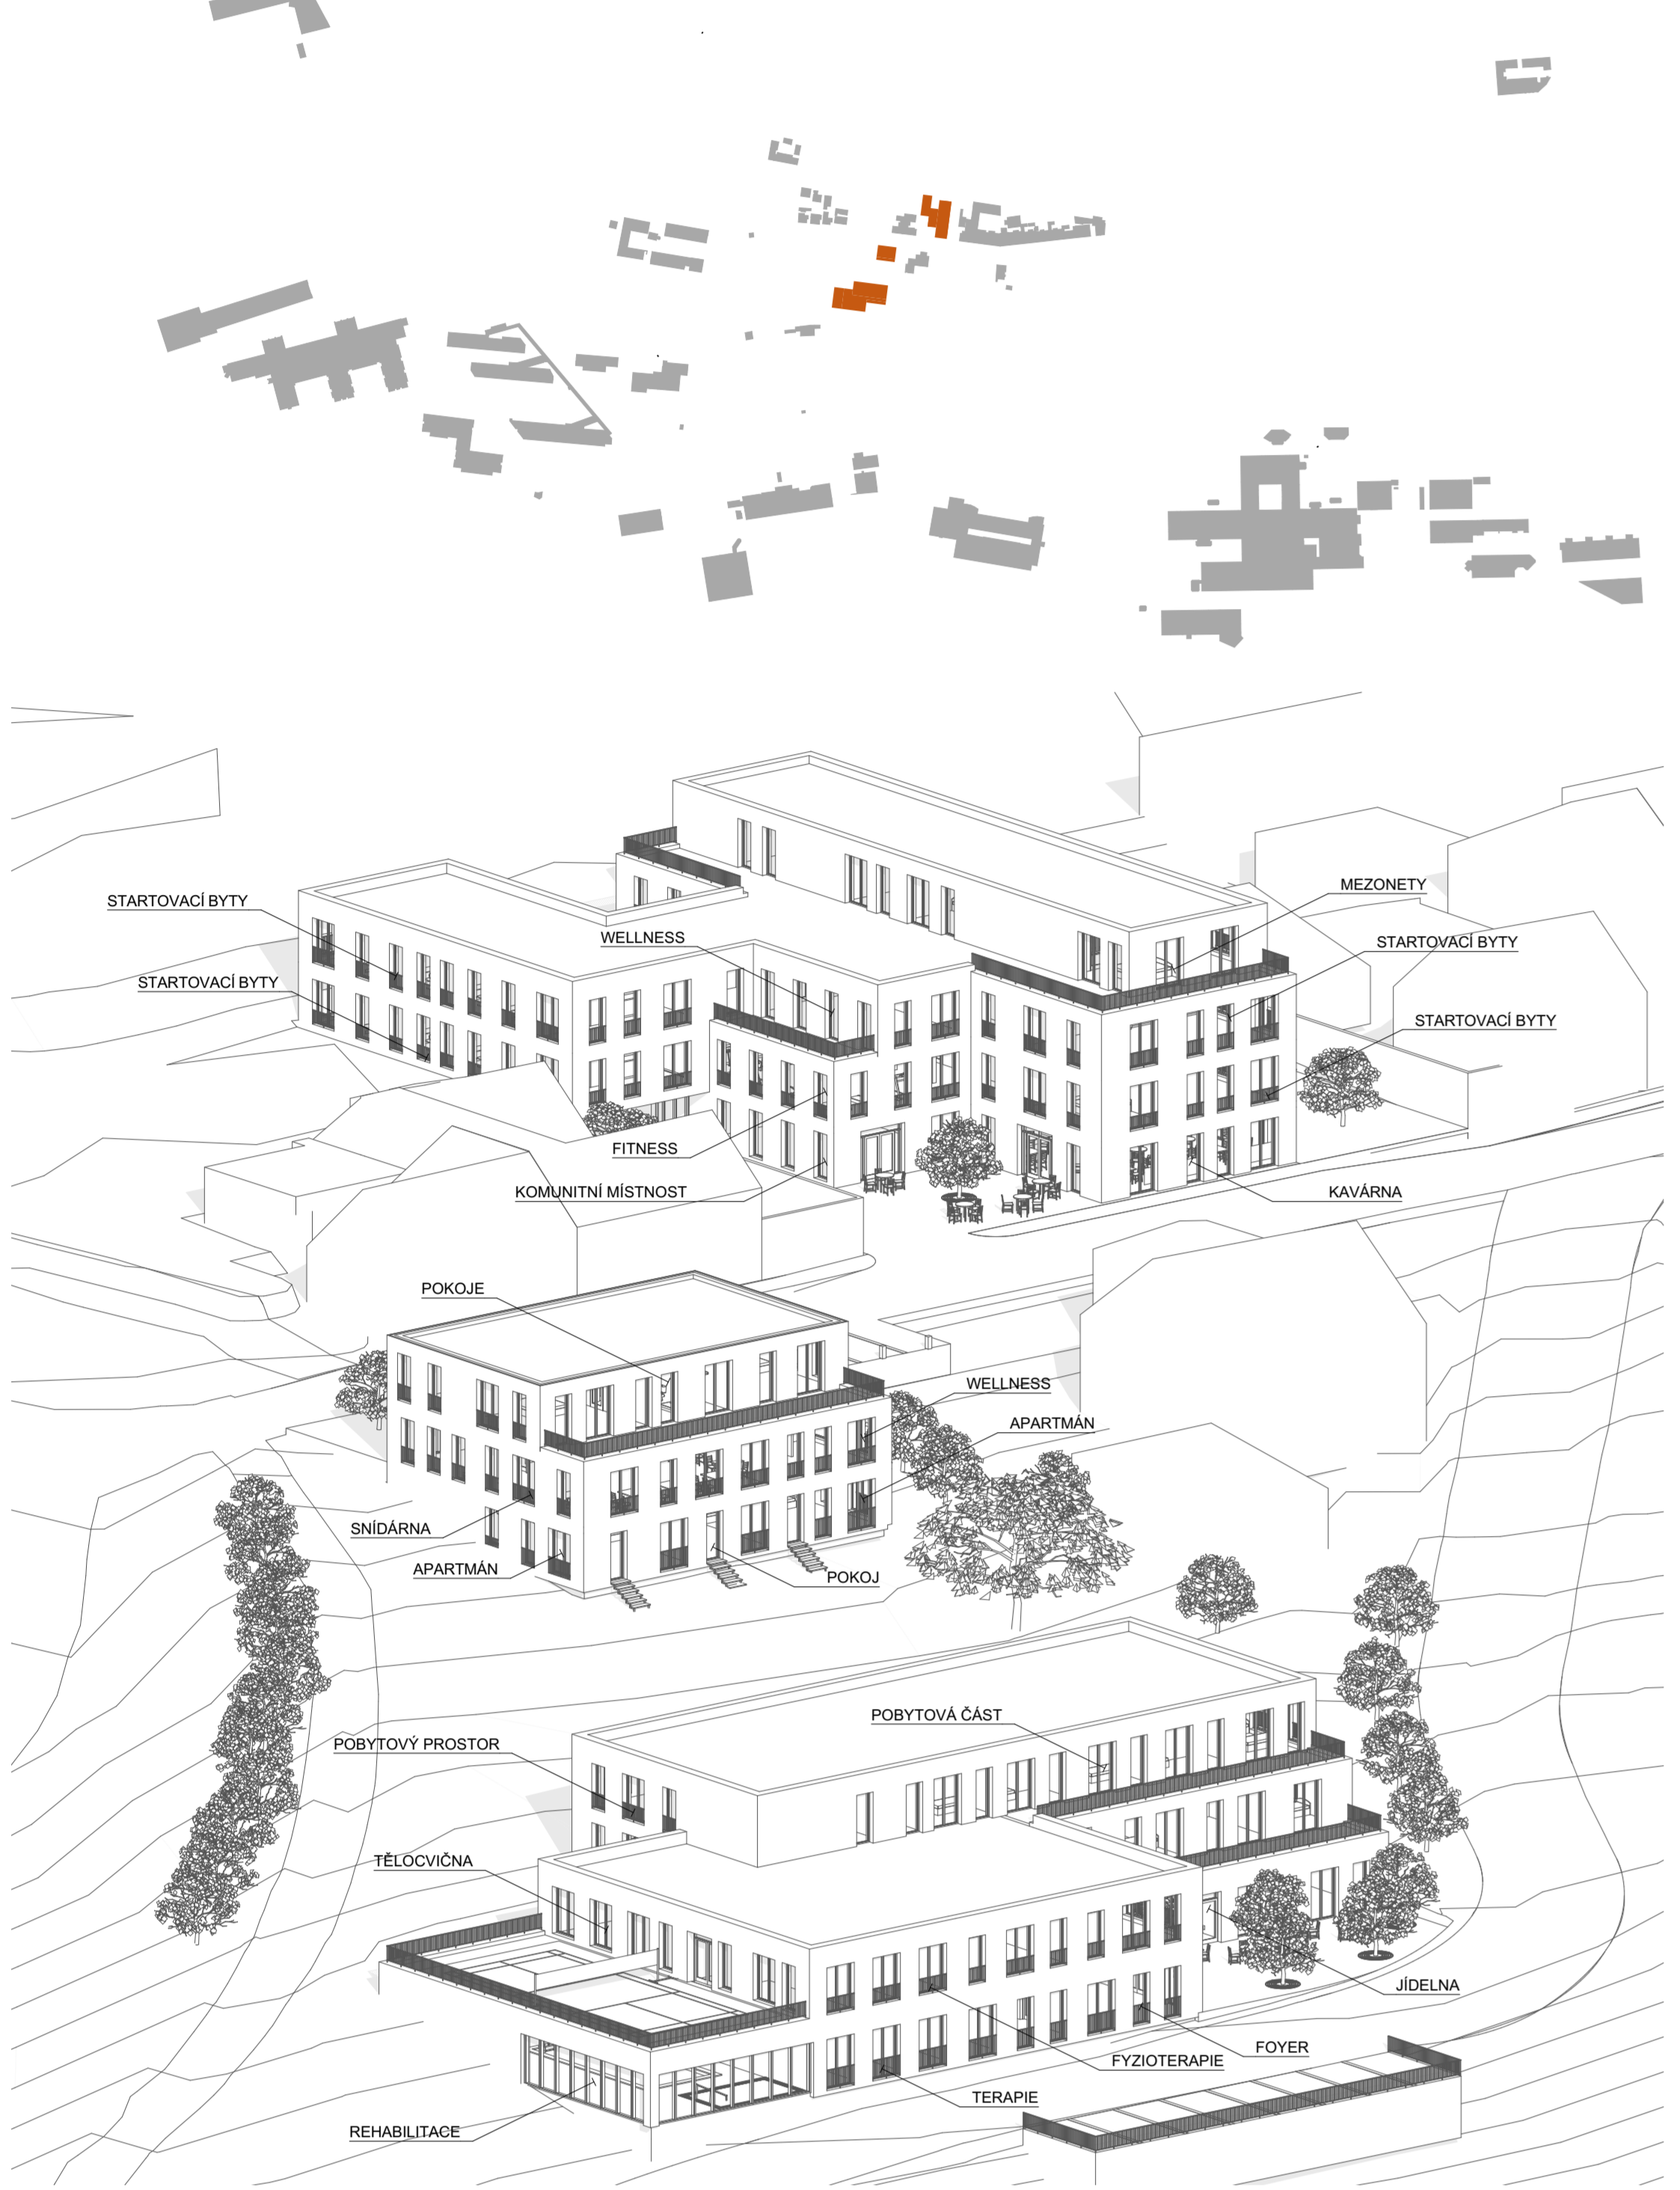 MEZONETY
STARTOVACÍ BYTY
WELLNESS
STARTOVACÍ BYTY
STARTOVACÍ BYTY
STARTOVACÍ BYTY
FITNESS
KOMUNITNÍ MÍSTNOST
KAVÁRNA
POKOJE
WELLNESS
APARTMÁN
SNÍDÁRNA
APARTMÁN
POKOJ
POBYTOVÁ ČÁST
POBYTOVÝ PROSTOR
TĚLOCVIČNA
JÍDELNA
FOYER
FYZIOTERAPIE
TERAPIE
REHABILITACE